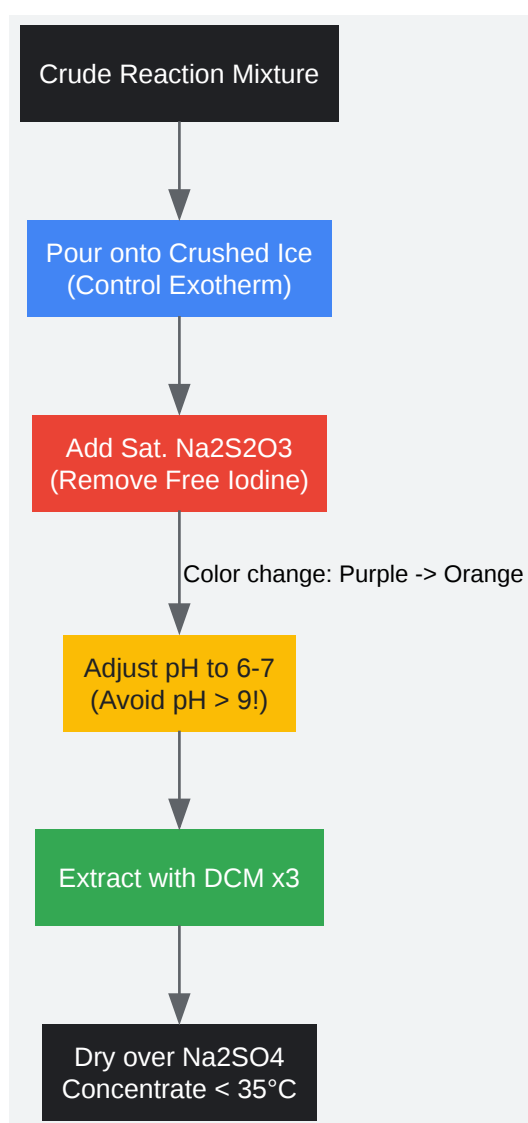 Crude Reaction Mixture
Pour onto Crushed Ice
(Control Exotherm)
Add Sat. Na2S2O3
(Remove Free Iodine)
Color change: Purple -> Orange
Adjust pH to 6-7
(Avoid pH > 9!)
Extract with DCM x3
Dry over Na2SO4
Concentrate < 35°C